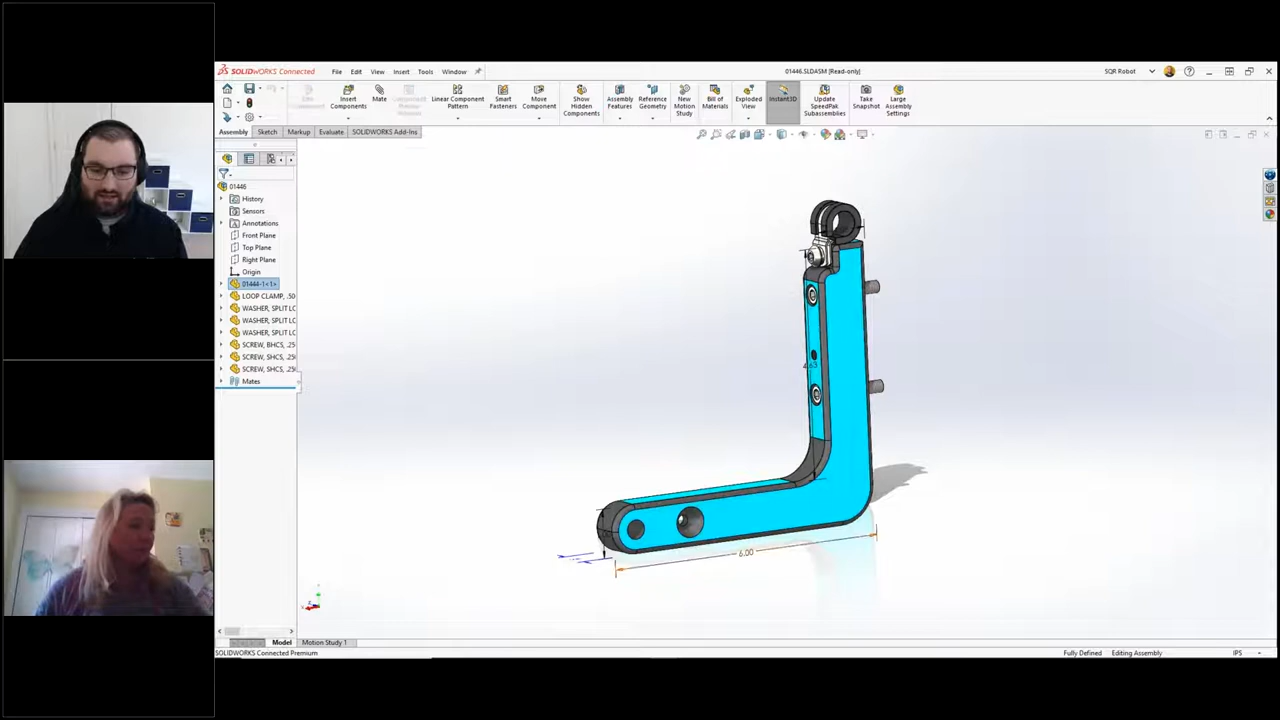 SOLIDWORKS Connected
File Edit View Insert Tools Window
01446.SLDASM [Read-only]
SQR Robot
Insert Components
Mate
Linear Component Pattern
Smart Fasteners
Move Component
Show Hidden Components
Assembly Features
Reference Geometry
New Motion Study
Bill of Materials
Exploded View
Instant3D
Update SpeedPak Subassemblies
Take Snapshot
Large Assembly Settings
Assembly Sketch Markup Evaluate SOLIDWORKS Add-Ins
01446
History
Sensors
Annotations
Front Plane
Top Plane
Right Plane
Origin
01444-1<1>
LOOP CLAMP, .50
WASHER, SPLIT LC
WASHER, SPLIT LC
WASHER, SPLIT LC
SCREW, BHCS, .25
SCREW, SHCS, .25
SCREW, SHCS, .25
Mates
6.00
Model Motion Study 1
SOLIDWORKS Connected Premium
Fully Defined Editing Assembly IPS